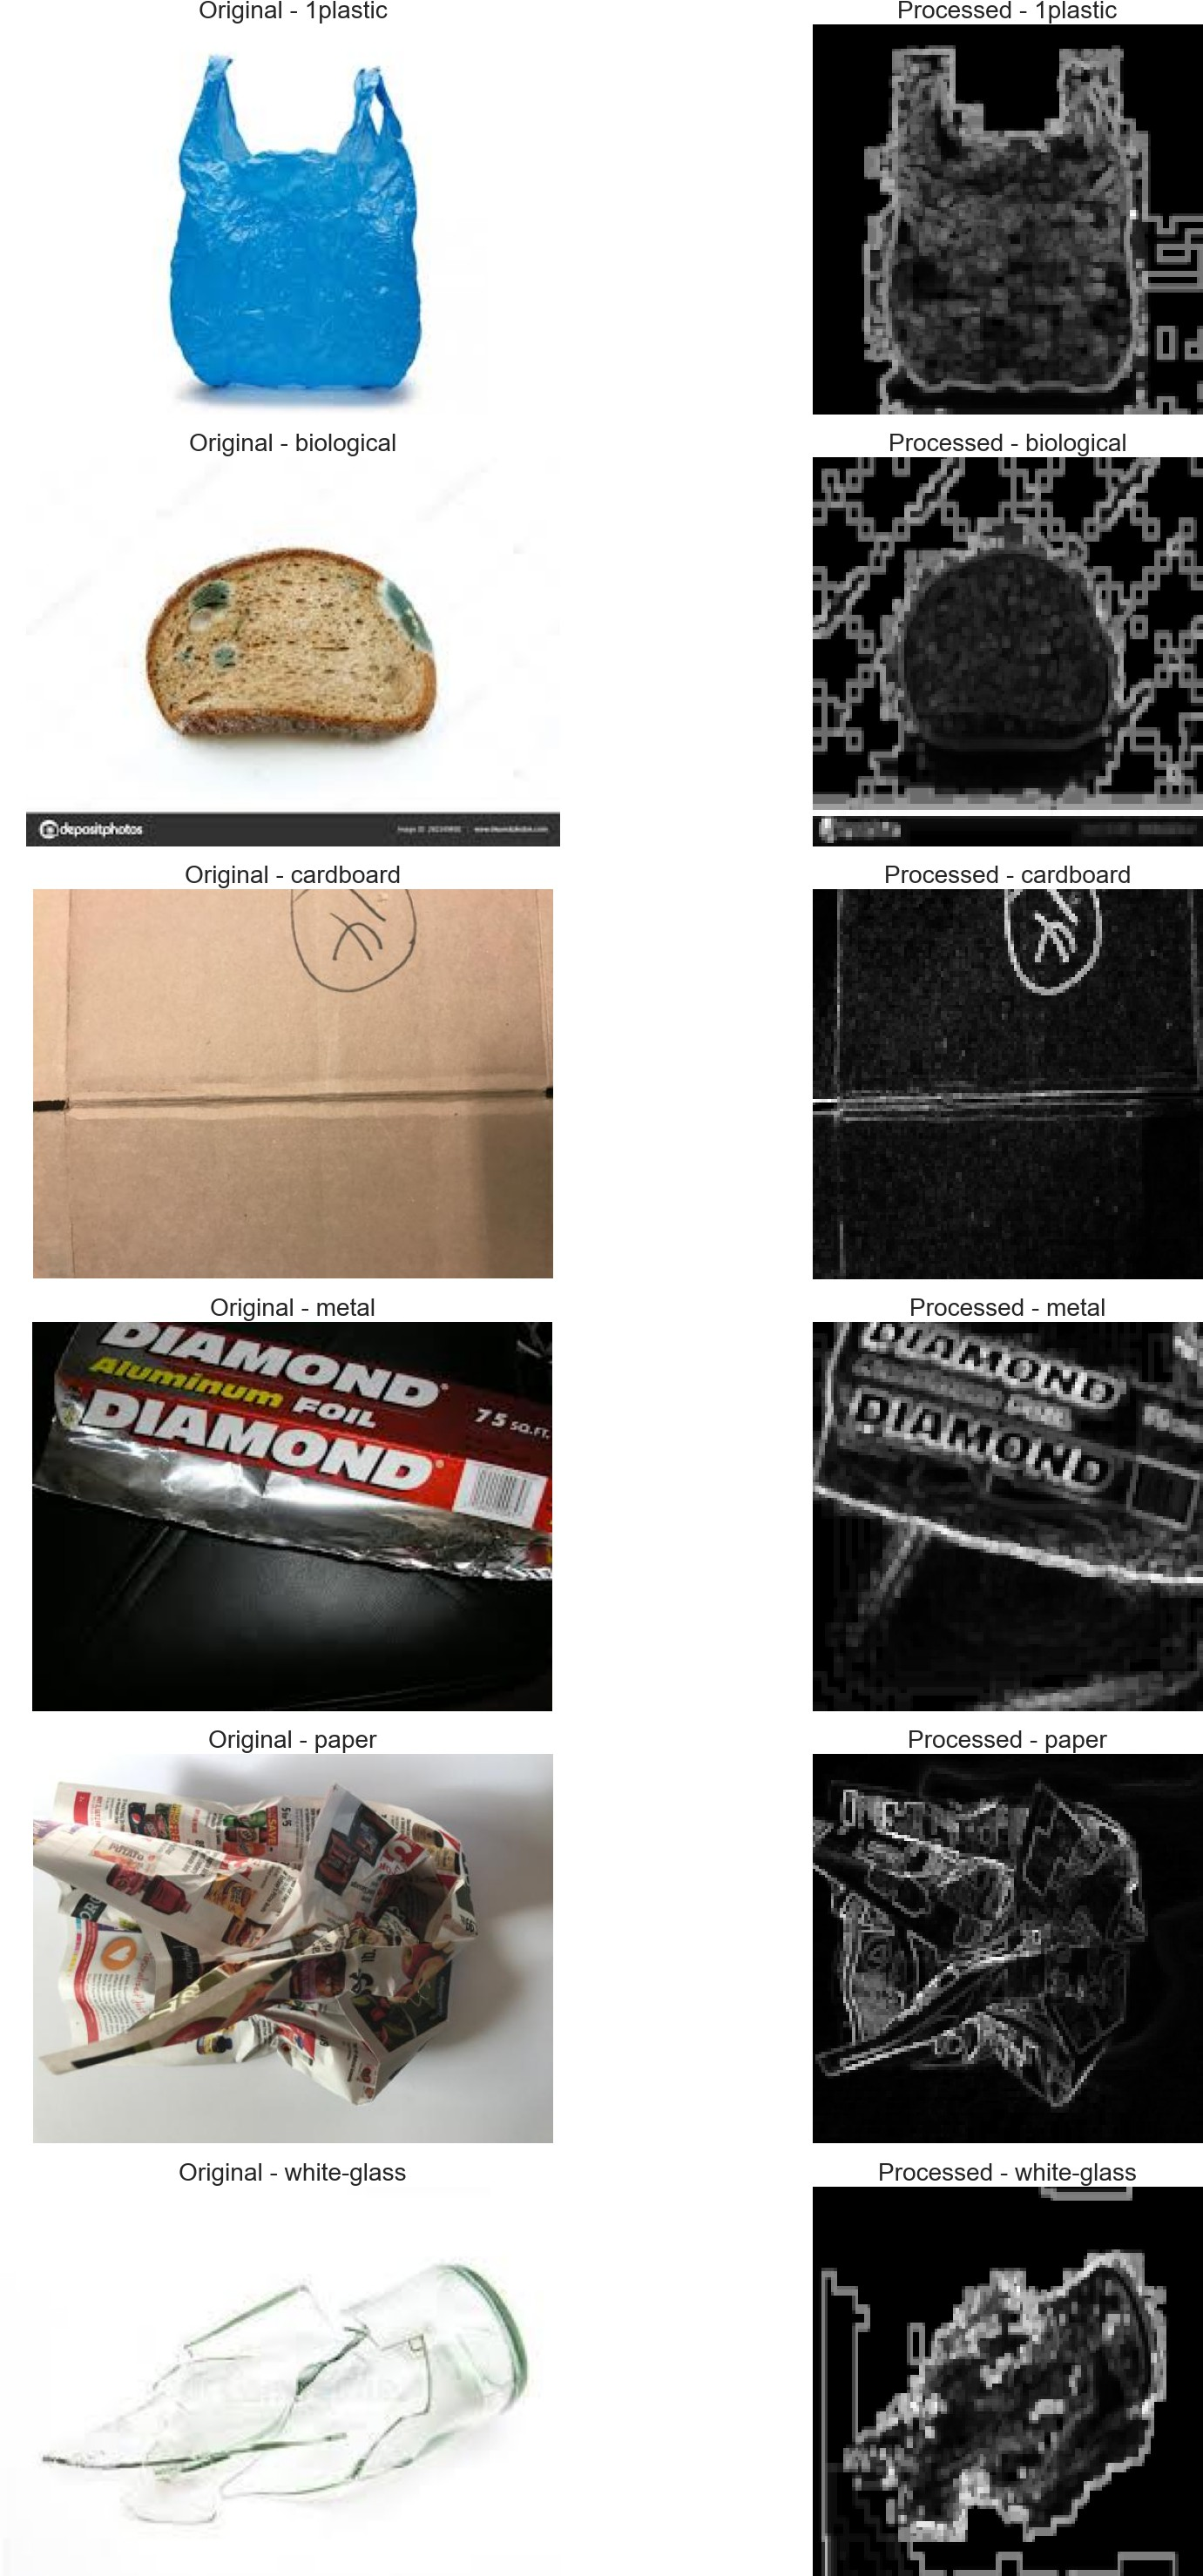 Original - 1plastic
Processed - 1plastic
Original - biological
Processed - biological
depositphotos
Original - cardboard
Processed - cardboard
Original - metal
Processed - metal
DIAMOND®
Aluminum FOIL
DIAMOND®
75 SQ.FT.
DIAMOND
DIAMOND
Original - paper
Processed - paper
POTATO
Original - white-glass
Processed - white-glass